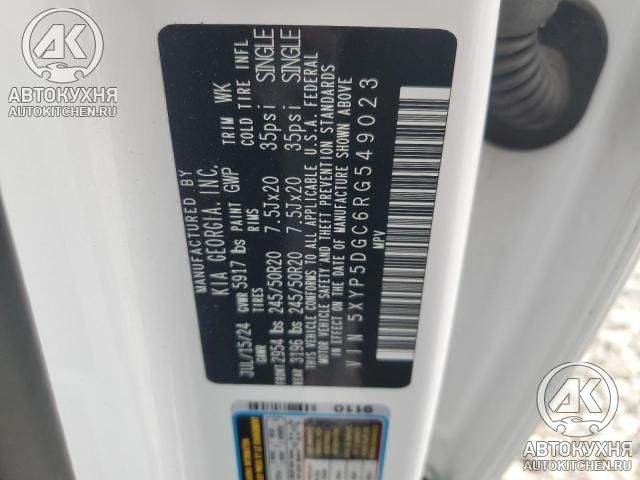 MANUFACTURED BY
KIA GEORGIA, INC.
JUL/15/24 GVWR 5917 lbs PAINT GWP TRIM WK
GAWR TIRES RIMS COLD TIRE INFL
FRONT 2954 lbs 245/50R20 7.5Jx20 35psi SINGLE
REAR 3196 lbs 245/50R20 7.5Jx20 35psi SINGLE
THIS VEHICLE CONFORMS TO ALL APPLICABLE U.S.A. FEDERAL
MOTOR VEHICLE SAFETY AND THEFT PREVENTION STANDARDS
IN EFFECT ON THE DATE OF MANUFACTURE SHOWN ABOVE
VIN 5XYP5DGC6RG549023
MPV
0110
АК
АВТОКУХНЯ
AUTOKITCHEN.RU
АК
АВТОКУХНЯ
AUTOKITCHEN.RU